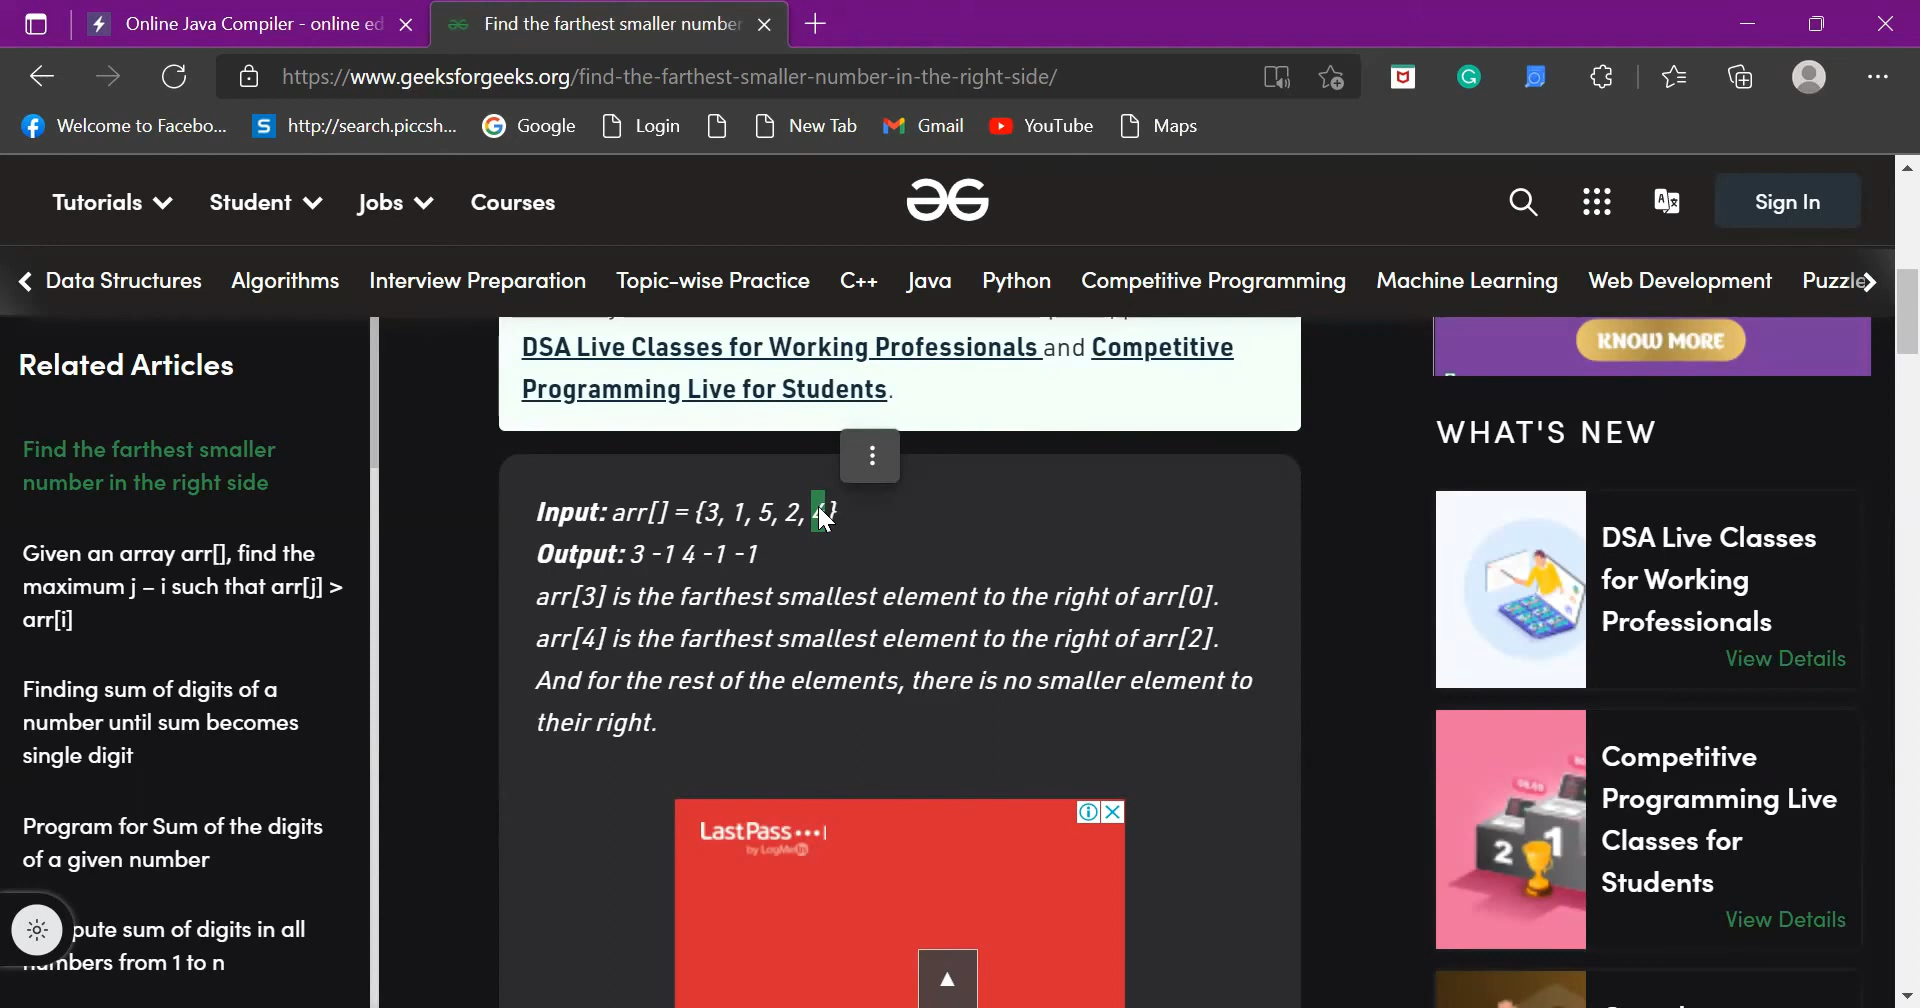 Online Java Compiler - online ed
Find the farthest smaller number
https://www.geeksforgeeks.org/find-the-farthest-smaller-number-in-the-right-side/
Welcome to Facebo...
http://search.piccsh...
Google
Login
New Tab
Gmail
YouTube
Maps
Tutorials
Student
Jobs
Courses
Sign In
Data Structures
Algorithms
Interview Preparation
Topic-wise Practice
C++
Java
Python
Competitive Programming
Machine Learning
Web Development
Puzzle
Related Articles
Find the farthest smaller
number in the right side
Given an array arr[], find the
maximum j – i such that arr[j] >
arr[i]
Finding sum of digits of a
number until sum becomes
single digit
Program for Sum of the digits
of a given number
pute sum of digits in all
numbers from 1 to n
DSA Live Classes for Working Professionals and Competitive
Programming Live for Students.
Input: arr[] = {3, 1, 5, 2, 4}
Output: 3 -1 4 -1 -1
arr[3] is the farthest smallest element to the right of arr[0].
arr[4] is the farthest smallest element to the right of arr[2].
And for the rest of the elements, there is no smaller element to
their right.
LastPass
by LogMeIn
KNOW MORE
WHAT'S NEW
DSA Live Classes
for Working
Professionals
View Details
2 1
Competitive
Programming Live
Classes for
Students
View Details